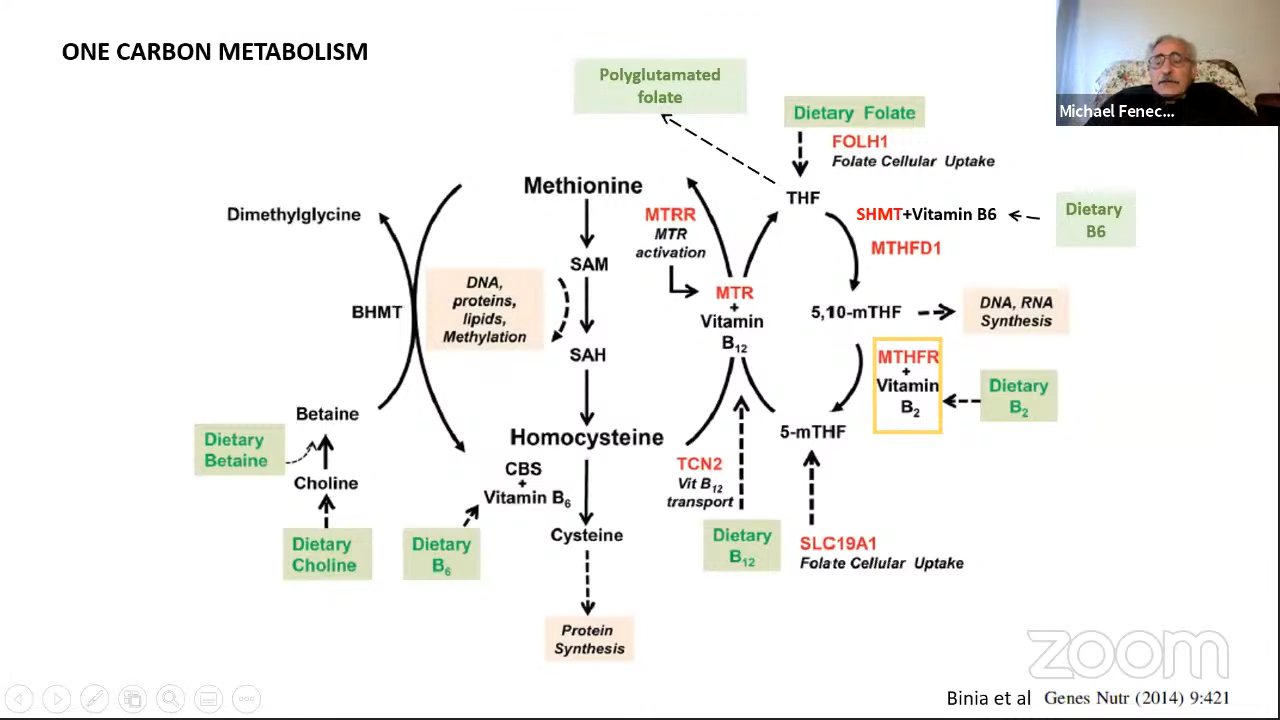 ONE CARBON METABOLISM
Michael Fenec...
Polyglutamated
folate
Dietary Folate
FOLH1
Folate Cellular Uptake
Methionine
THF
Dimethylglycine
MTRR
MTR
activation
SHMT+Vitamin B6
Dietary
B6
MTHFD1
SAM
DNA,
proteins,
lipids,
Methylation
BHMT
MTR
+
Vitamin
B12
5,10-mTHF
DNA, RNA
Synthesis
SAH
MTHFR
+
Vitamin
B2
Dietary
B2
Betaine
Homocysteine
5-mTHF
Dietary
Betaine
Choline
CBS
+
Vitamin B6
TCN2
Vit B12
transport
Dietary
Choline
Dietary
B6
Cysteine
Dietary
B12
SLC19A1
Folate Cellular Uptake
Protein
Synthesis
zoom
Binia et al Genes Nutr (2014) 9:421